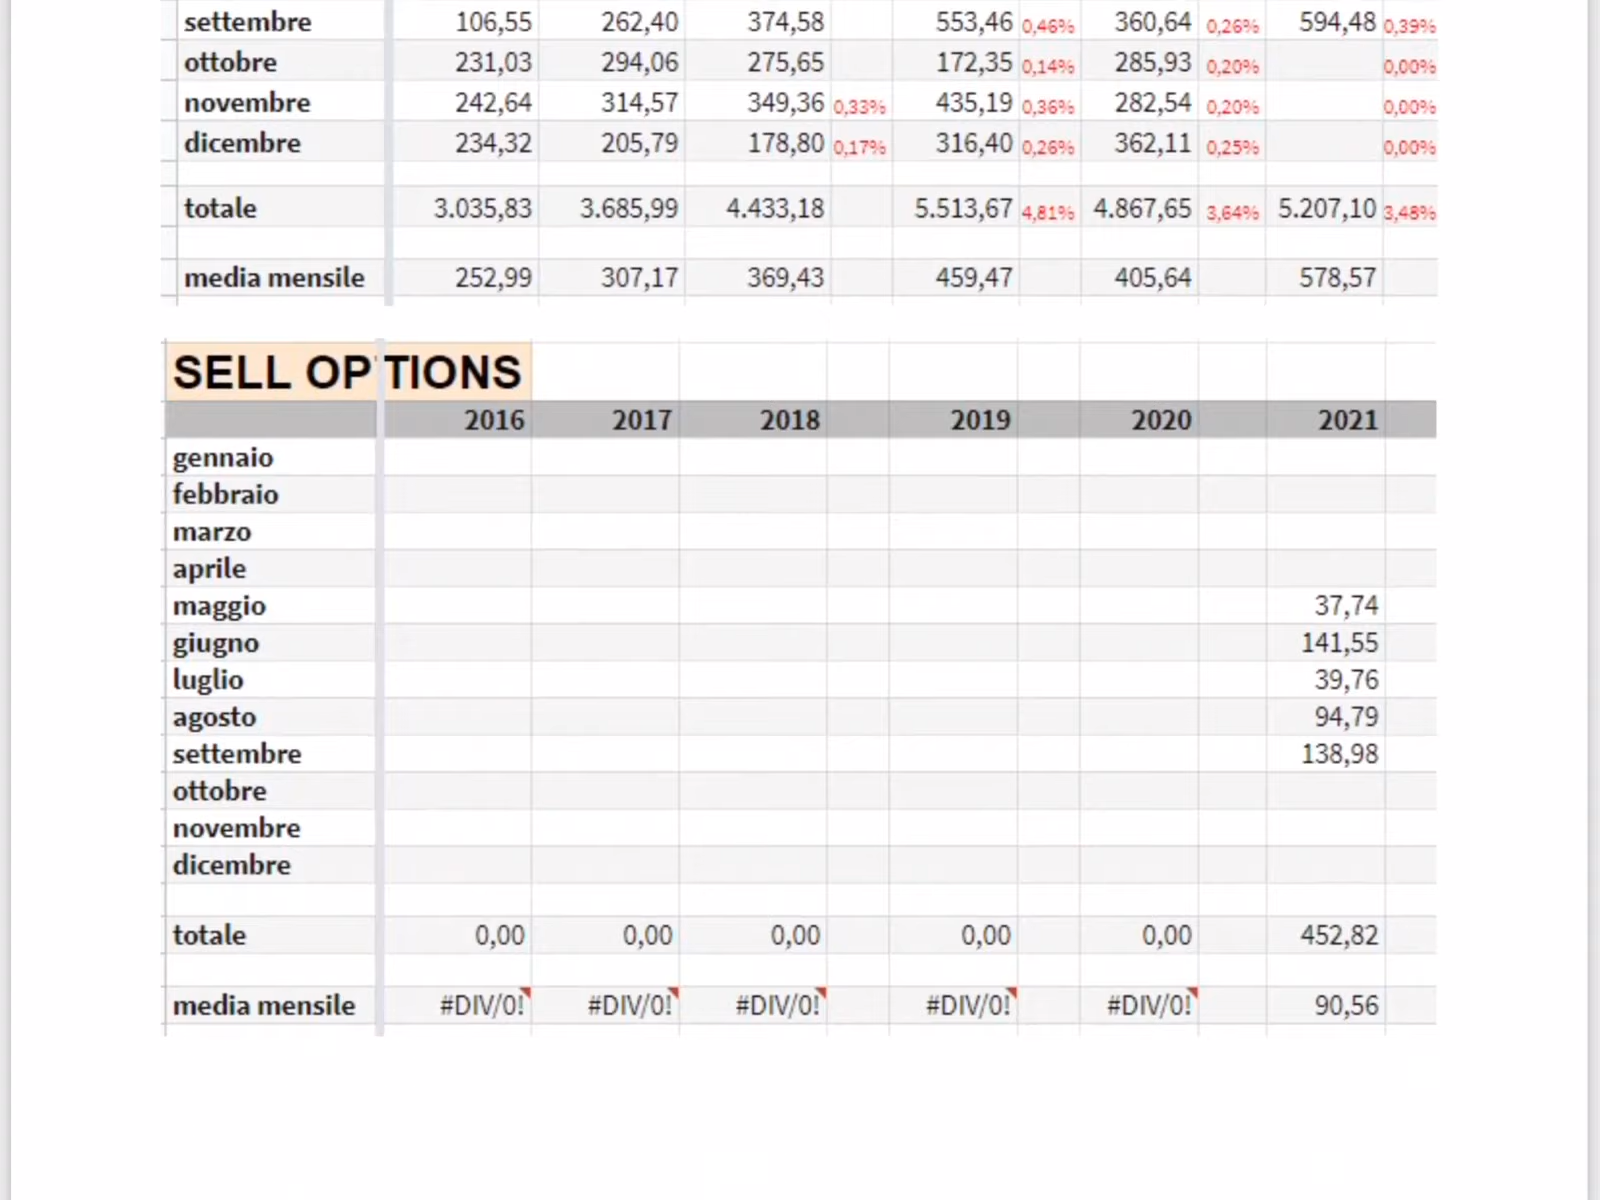 settembre 106,55 262,40 374,58 553,46 0,46% 360,64 0,26% 594,48 0,39%
ottobre 231,03 294,06 275,65 172,35 0,14% 285,93 0,20% 0,00%
novembre 242,64 314,57 349,36 0,33% 435,19 0,36% 282,54 0,20% 0,00%
dicembre 234,32 205,79 178,80 0,17% 316,40 0,26% 362,11 0,25% 0,00%
totale 3.035,83 3.685,99 4.433,18 5.513,67 4,81% 4.867,65 3,64% 5.207,10 3,48%
media mensile 252,99 307,17 369,43 459,47 405,64 578,57
SELL OPTIONS
2016 2017 2018 2019 2020 2021
gennaio
febbraio
marzo
aprile
maggio 37,74
giugno 141,55
luglio 39,76
agosto 94,79
settembre 138,98
ottobre
novembre
dicembre
totale 0,00 0,00 0,00 0,00 0,00 452,82
media mensile #DIV/0! #DIV/0! #DIV/0! #DIV/0! #DIV/0! 90,56